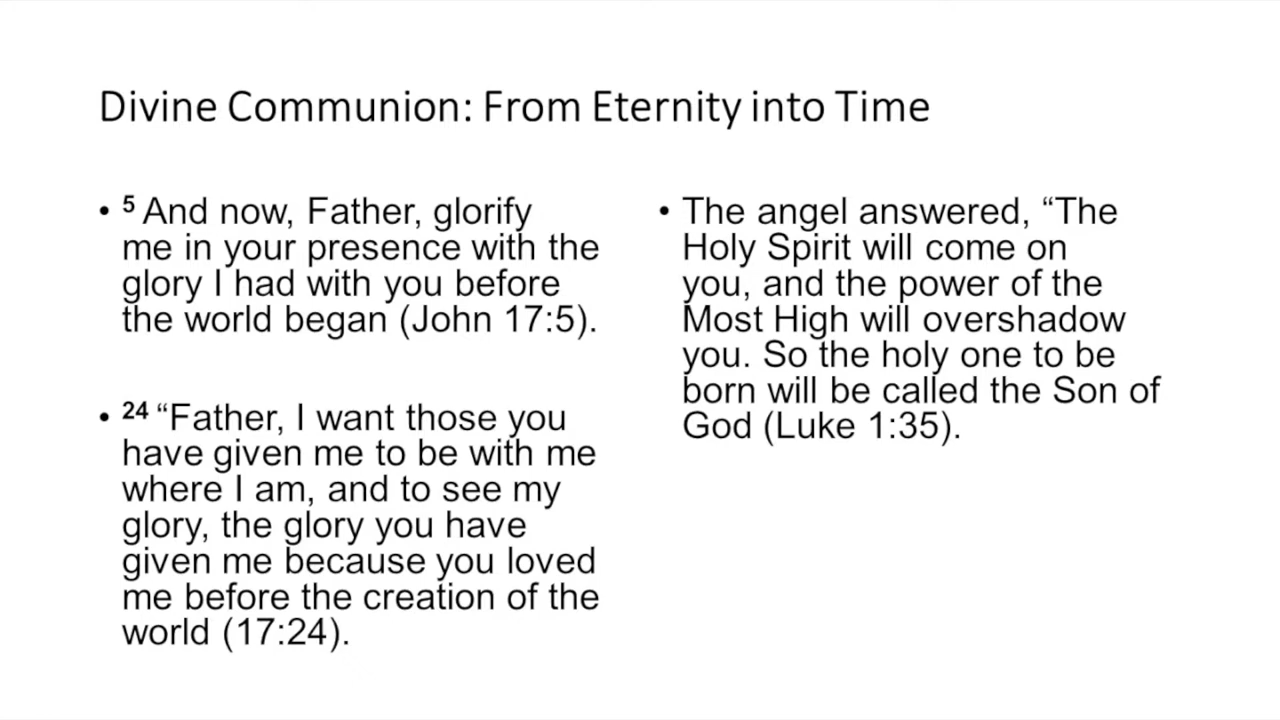 Divine Communion: From Eternity into Time
• 5 And now, Father, glorify
me in your presence with the
glory I had with you before
the world began (John 17:5).
• 24 “Father, I want those you
have given me to be with me
where I am, and to see my
glory, the glory you have
given me because you loved
me before the creation of the
world (17:24).
• The angel answered, “The
Holy Spirit will come on
you, and the power of the
Most High will overshadow
you. So the holy one to be
born will be called the Son of
God (Luke 1:35).